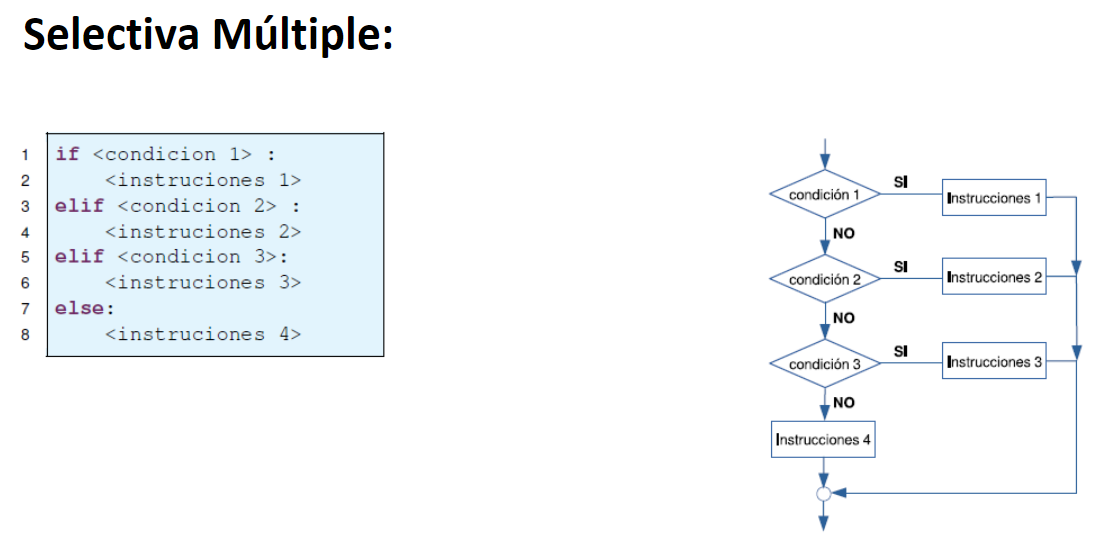 Selectiva Múltiple:
1 if <condicion 1> :
2 <instruciones 1>
3 elif <condicion 2> :
4 <instruciones 2>
5 elif <condicion 3>:
6 <instruciones 3>
7 else:
8 <instruciones 4>
condición 1
SI
Instrucciones 1
NO
condición 2
SI
Instrucciones 2
NO
condición 3
SI
Instrucciones 3
NO
Instrucciones 4